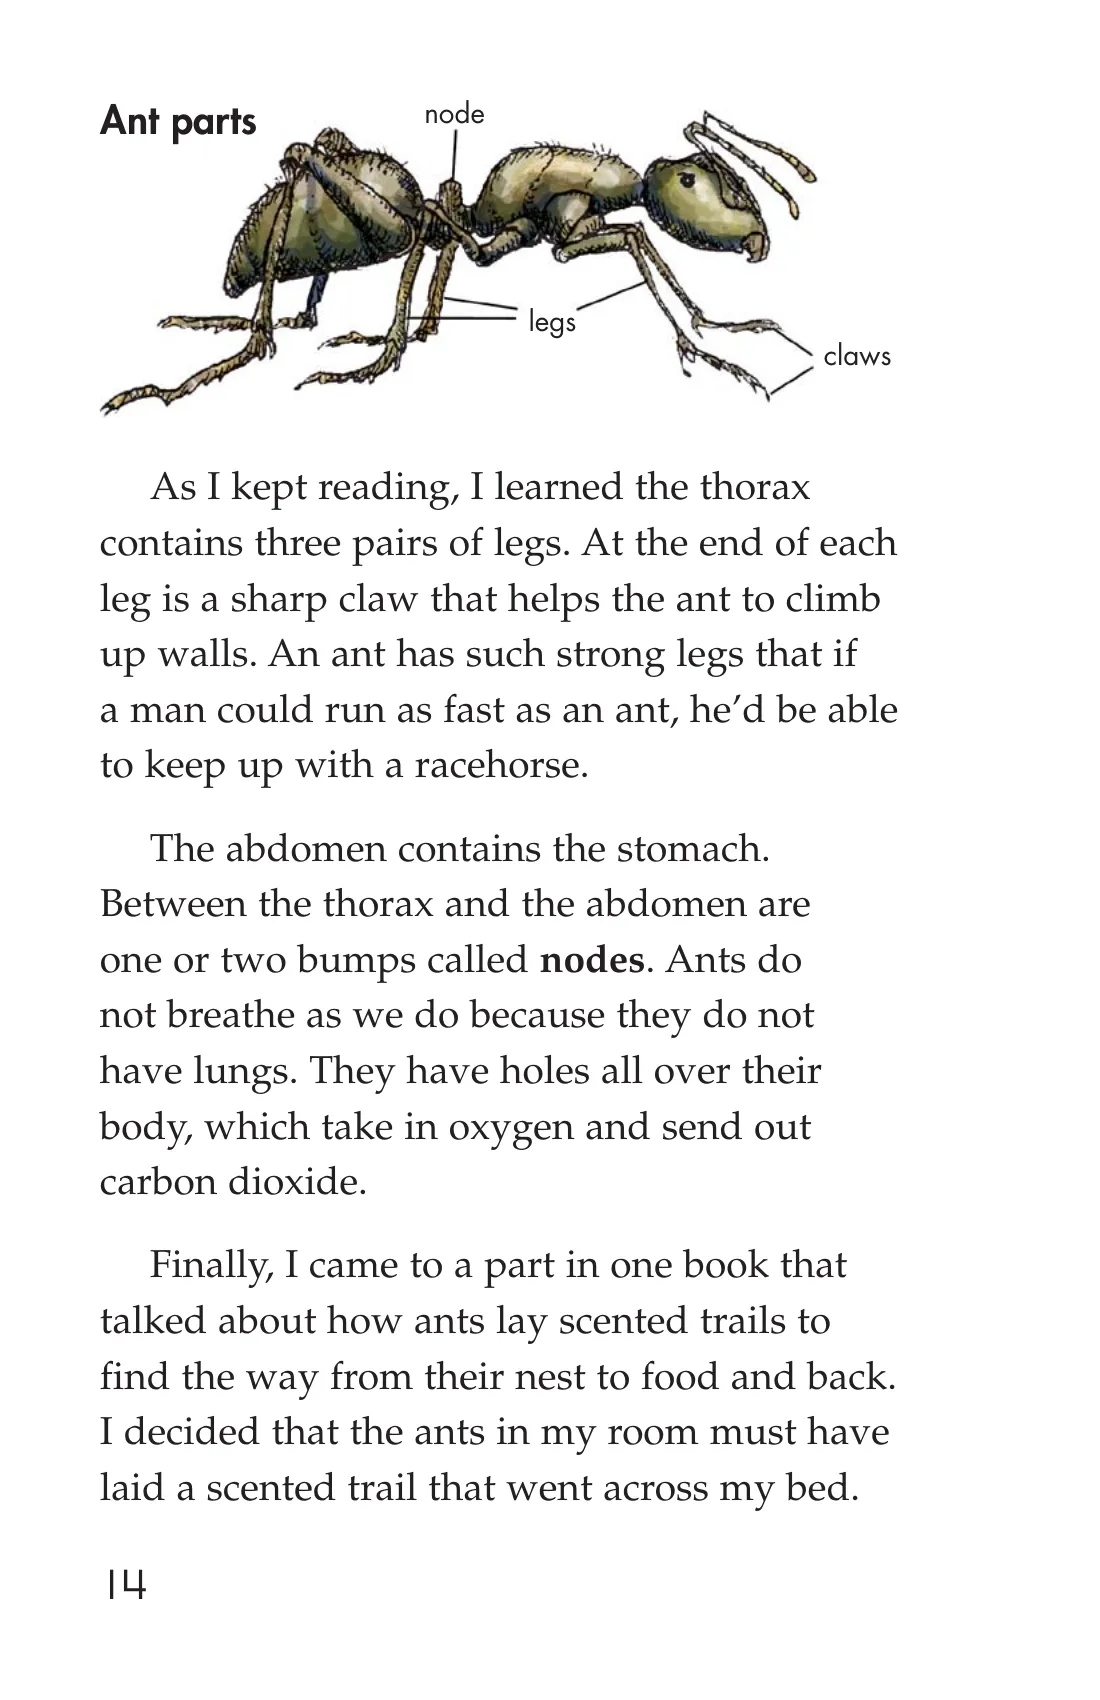 Ant parts
node
legs
claws
As I kept reading, I learned the thorax
contains three pairs of legs. At the end of each
leg is a sharp claw that helps the ant to climb
up walls. An ant has such strong legs that if
a man could run as fast as an ant, he’d be able
to keep up with a racehorse.
The abdomen contains the stomach.
Between the thorax and the abdomen are
one or two bumps called nodes. Ants do
not breathe as we do because they do not
have lungs. They have holes all over their
body, which take in oxygen and send out
carbon dioxide.
Finally, I came to a part in one book that
talked about how ants lay scented trails to
find the way from their nest to food and back.
I decided that the ants in my room must have
laid a scented trail that went across my bed.
14